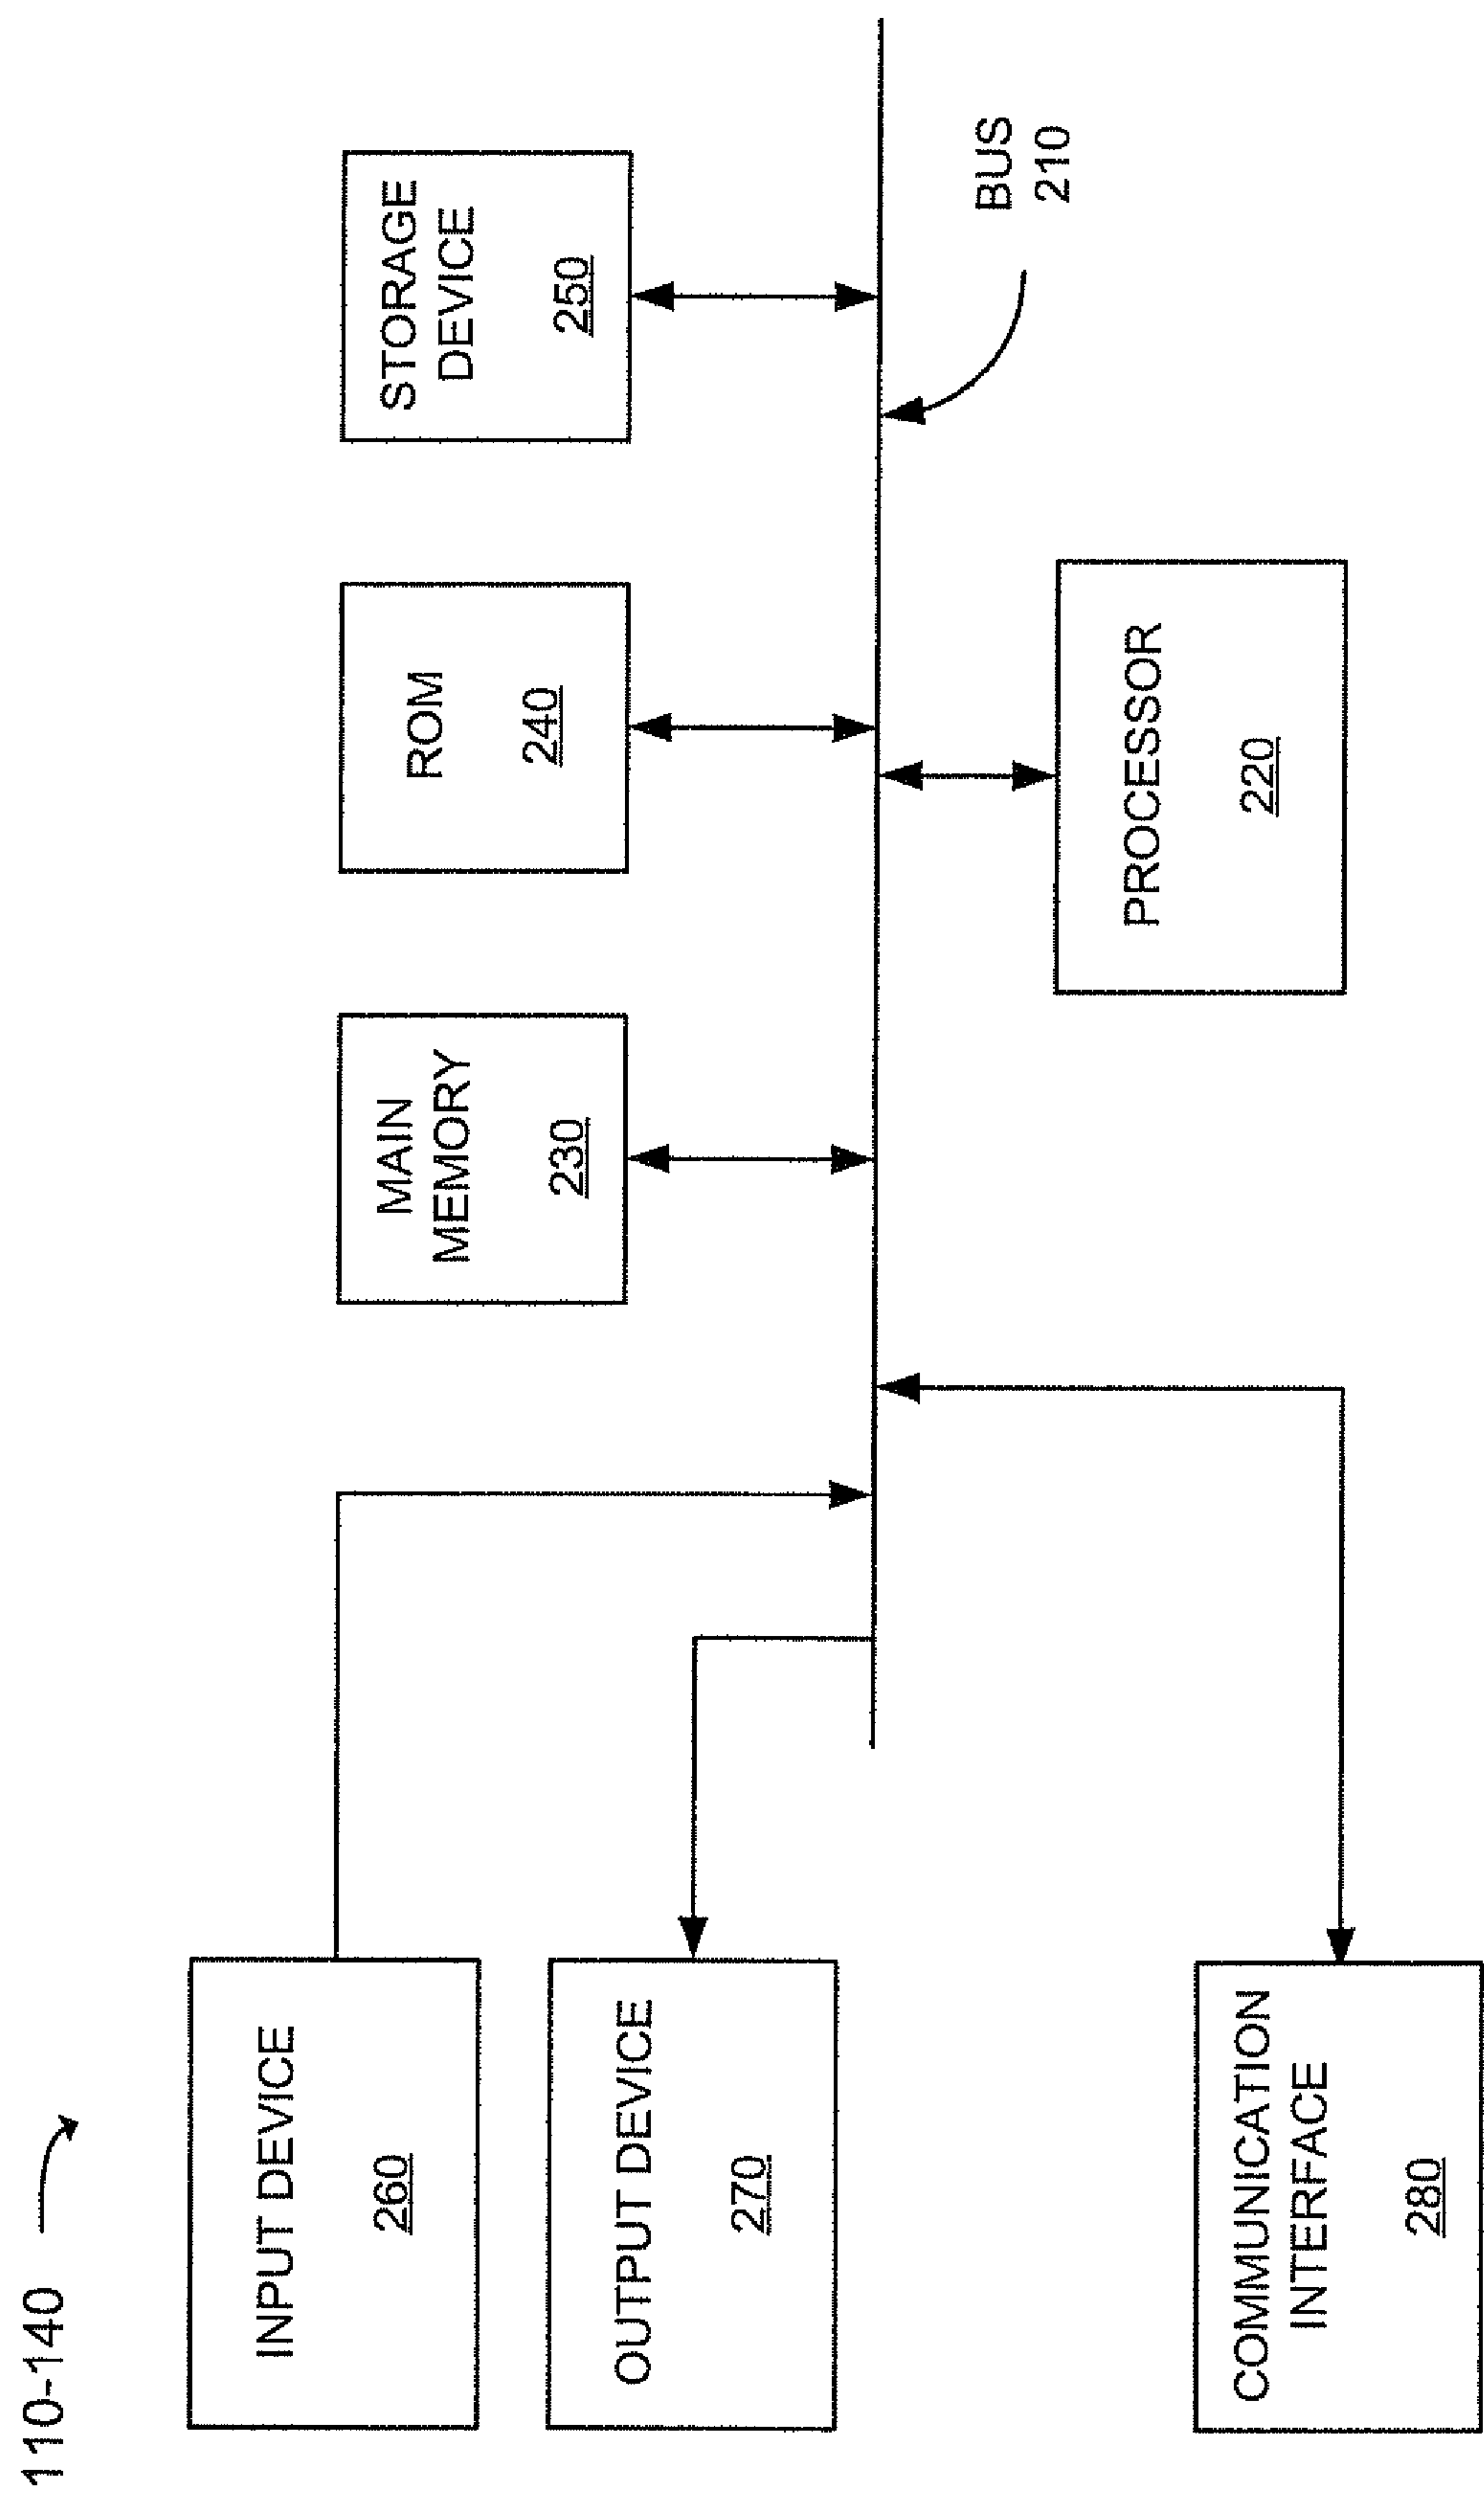 110-140
INPUT DEVICE
260
OUTPUT DEVICE
270
COMMUNICATION
INTERFACE
280
MAIN
MEMORY
230
ROM
240
STORAGE
DEVICE
250
PROCESSOR
220
BUS
210